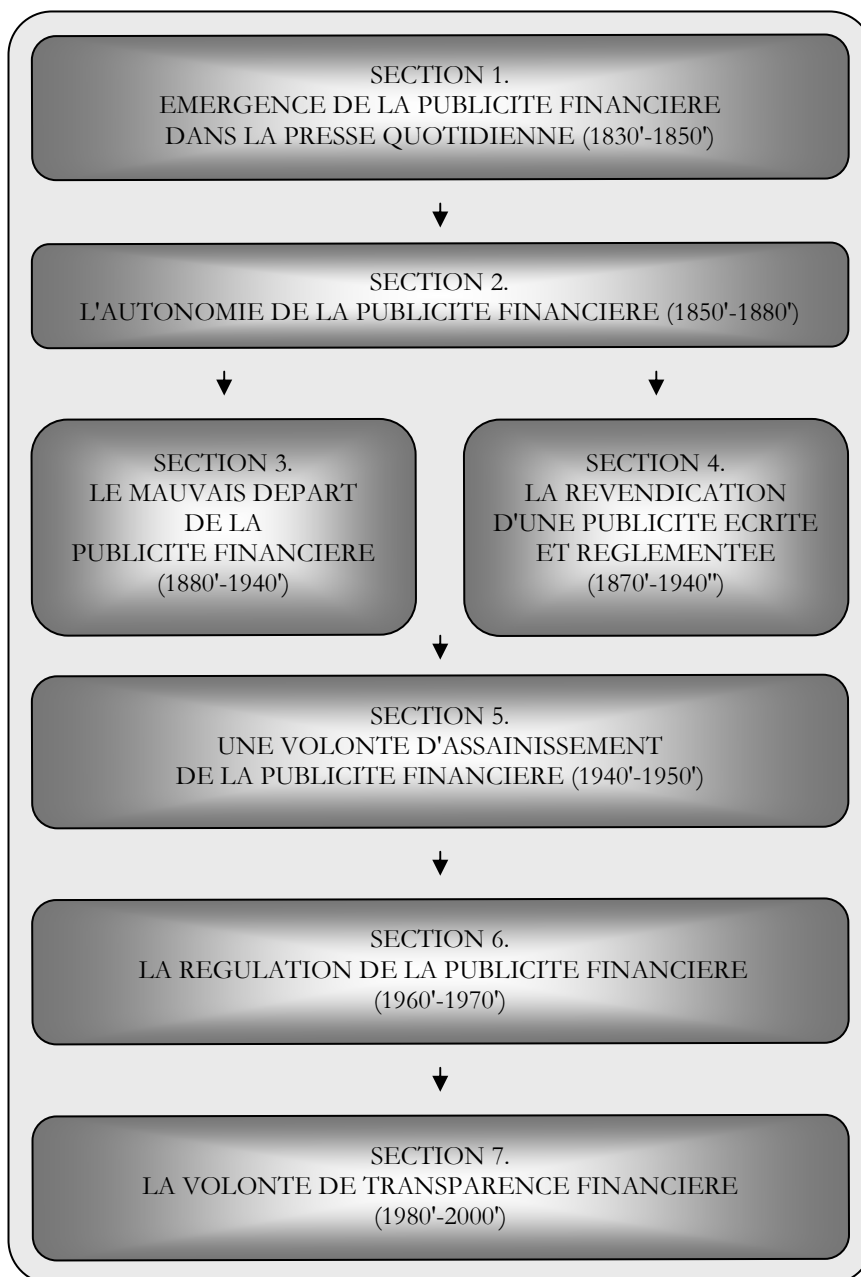 SECTION 1.
EMERGENCE DE LA PUBLICITE FINANCIERE
DANS LA PRESSE QUOTIDIENNE (1830'-1850')
SECTION 2.
L'AUTONOMIE DE LA PUBLICITE FINANCIERE (1850'-1880')
SECTION 3.
LE MAUVAIS DEPART
DE LA
PUBLICITE FINANCIERE
(1880'-1940')
SECTION 4.
LA REVENDICATION
D'UNE PUBLICITE ECRITE
ET REGLEMENTEE
(1870'-1940'')
SECTION 5.
UNE VOLONTE D'ASSAINISSEMENT
DE LA PUBLICITE FINANCIERE (1940'-1950')
SECTION 6.
LA REGULATION DE LA PUBLICITE FINANCIERE
(1960'-1970')
SECTION 7.
LA VOLONTE DE TRANSPARENCE FINANCIERE
(1980'-2000')